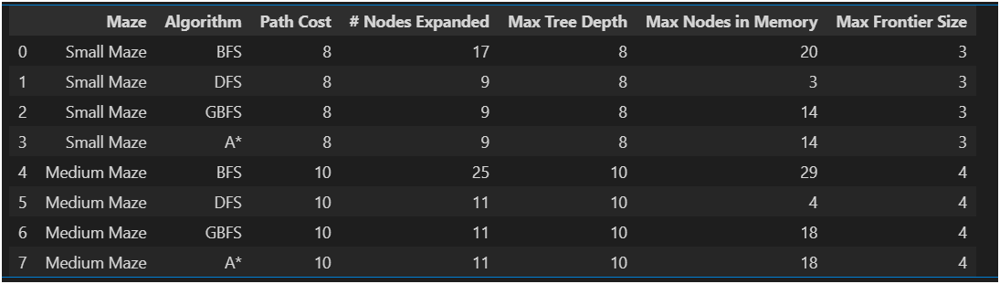 Maze Algorithm Path Cost # Nodes Expanded Max Tree Depth Max Nodes in Memory Max Frontier Size
0 Small Maze BFS 8 17 8 20 3
1 Small Maze DFS 8 9 8 3 3
2 Small Maze GBFS 8 9 8 14 3
3 Small Maze A* 8 9 8 14 3
4 Medium Maze BFS 10 25 10 29 4
5 Medium Maze DFS 10 11 10 4 4
6 Medium Maze GBFS 10 11 10 18 4
7 Medium Maze A* 10 11 10 18 4